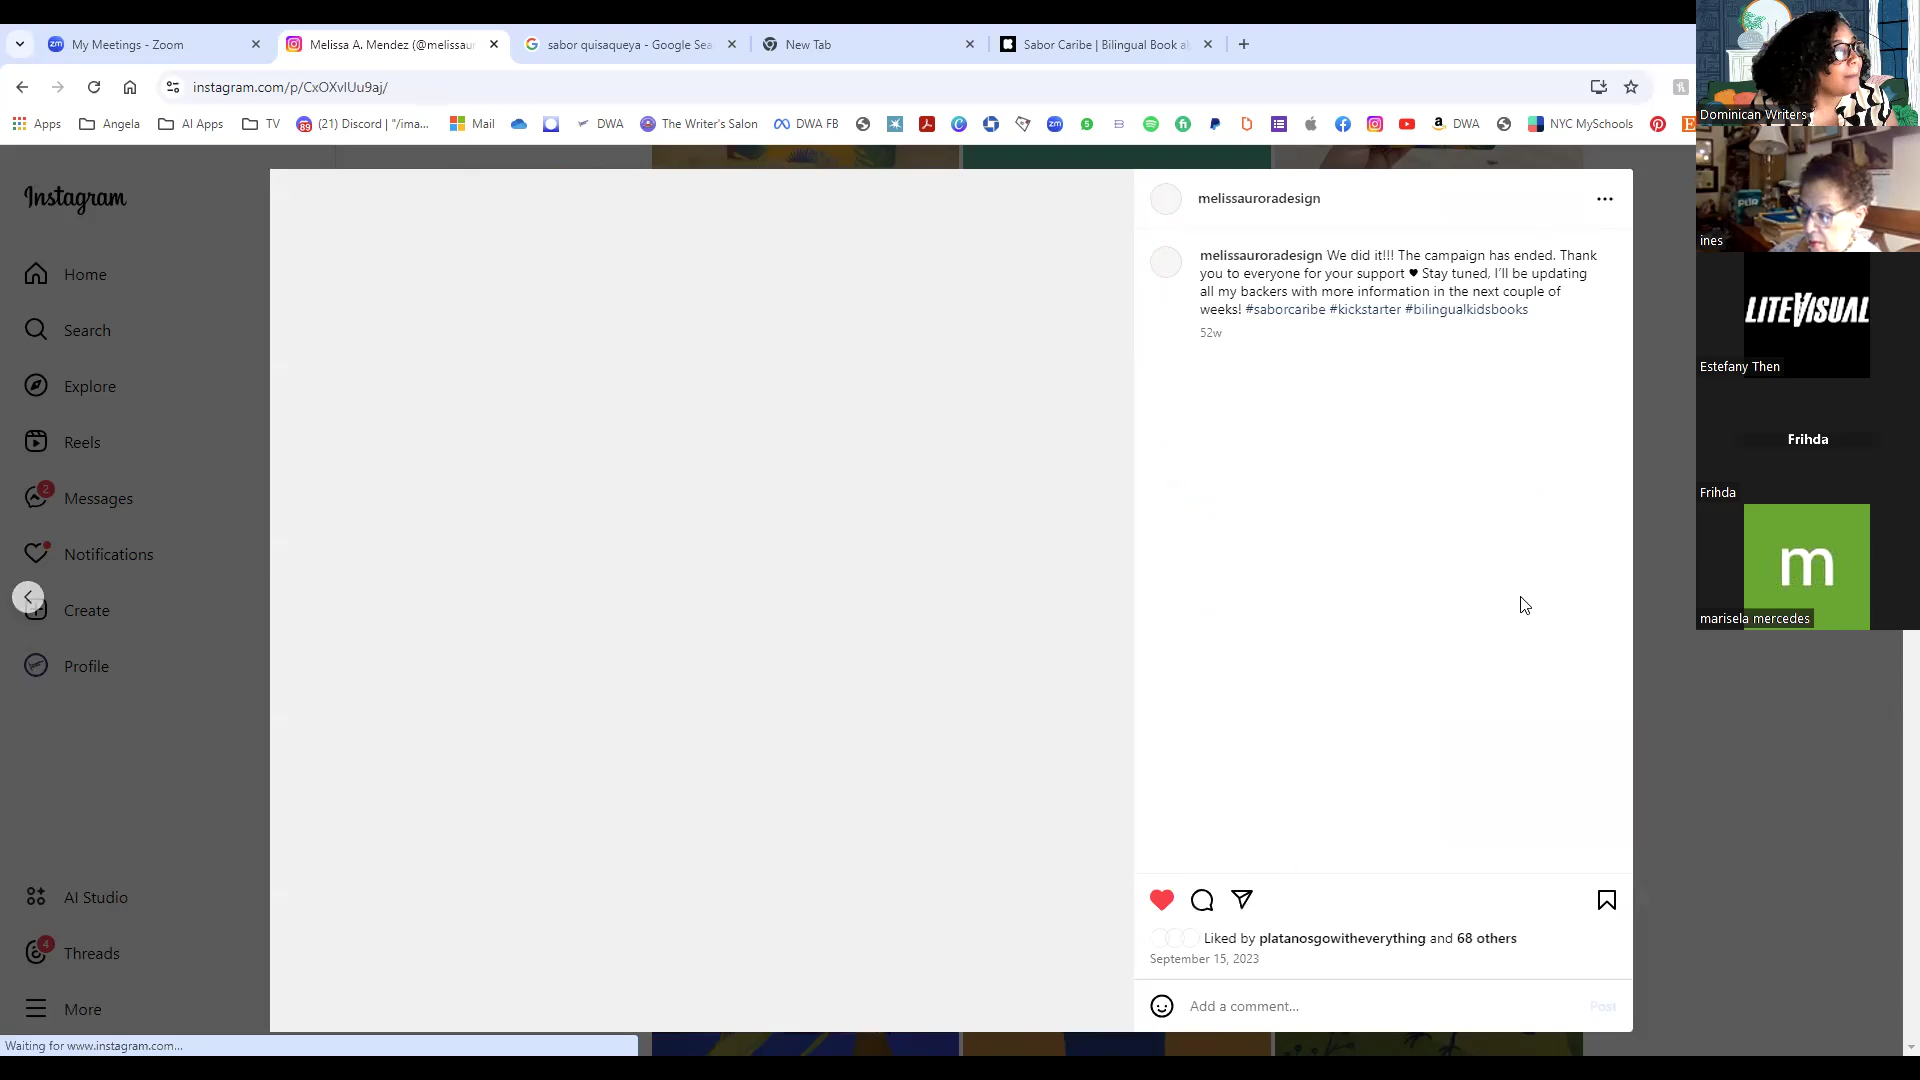 My Meetings - Zoom
Melissa A. Mendez (@melissaur
sabor quisaqueya - Google Sea
New Tab
Sabor Caribe | Bilingual Book a
instagram.com/p/CxOXvlUu9aj/
Apps
Angela
AI Apps
TV
(21) Discord | "/ima...
Mail
DWA
The Writer's Salon
DWA FB
DWA
NYC MySchools
Instagram
Home
Search
Explore
Reels
2
Messages
Notifications
Create
Profile
AI Studio
4
Threads
More
Waiting for www.instagram.com...
melissauroradesign
melissauroradesign We did it!!! The campaign has ended. Thank
you to everyone for your support ♥ Stay tuned, I'll be updating
all my backers with more information in the next couple of
weeks! #saborcaribe #kickstarter #bilingualkidsbooks
52w
Liked by platanosgowitheverything and 68 others
September 15, 2023
Add a comment...
Post
Dominican Writers
ines
LITEVISUAL
Estefany Then
Frihda
Frihda
m
marisela mercedes